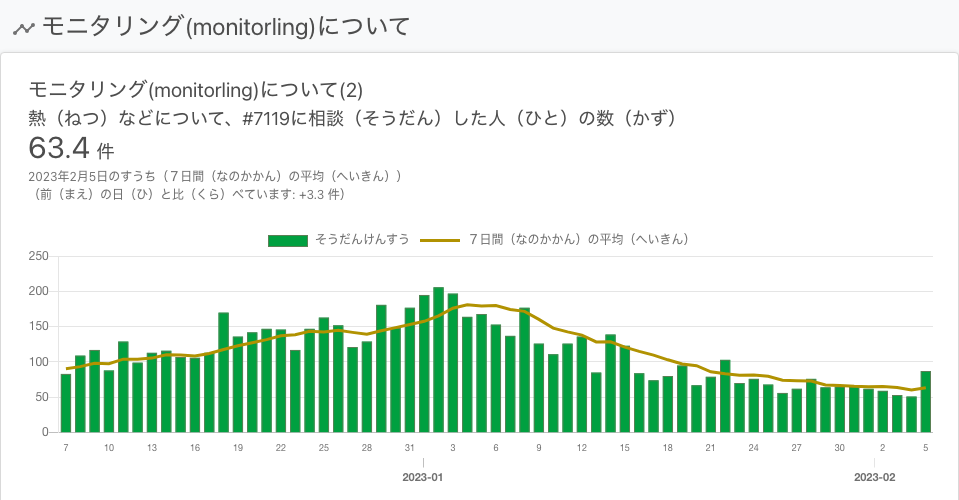 モニタリング(monitorling)について
モニタリング(monitorling)について(2)
熱（ねつ）などについて、#7119に相談（そうだん）した人（ひと）の数（かず）
63.4 件
2023年2月5日のすうち（７日間（なのかかん）の平均（へいきん））
（前（まえ）の日（ひ）と比（くら）べています: +3.3 件）
そうだんけんすう ７日間（なのかかん）の平均（へいきん）
250
200
150
100
50
0
7 10 13 16 19 22 25 28 31 3 6 9 12 15 18 21 24 27 30 2 5
2023-01 2023-02